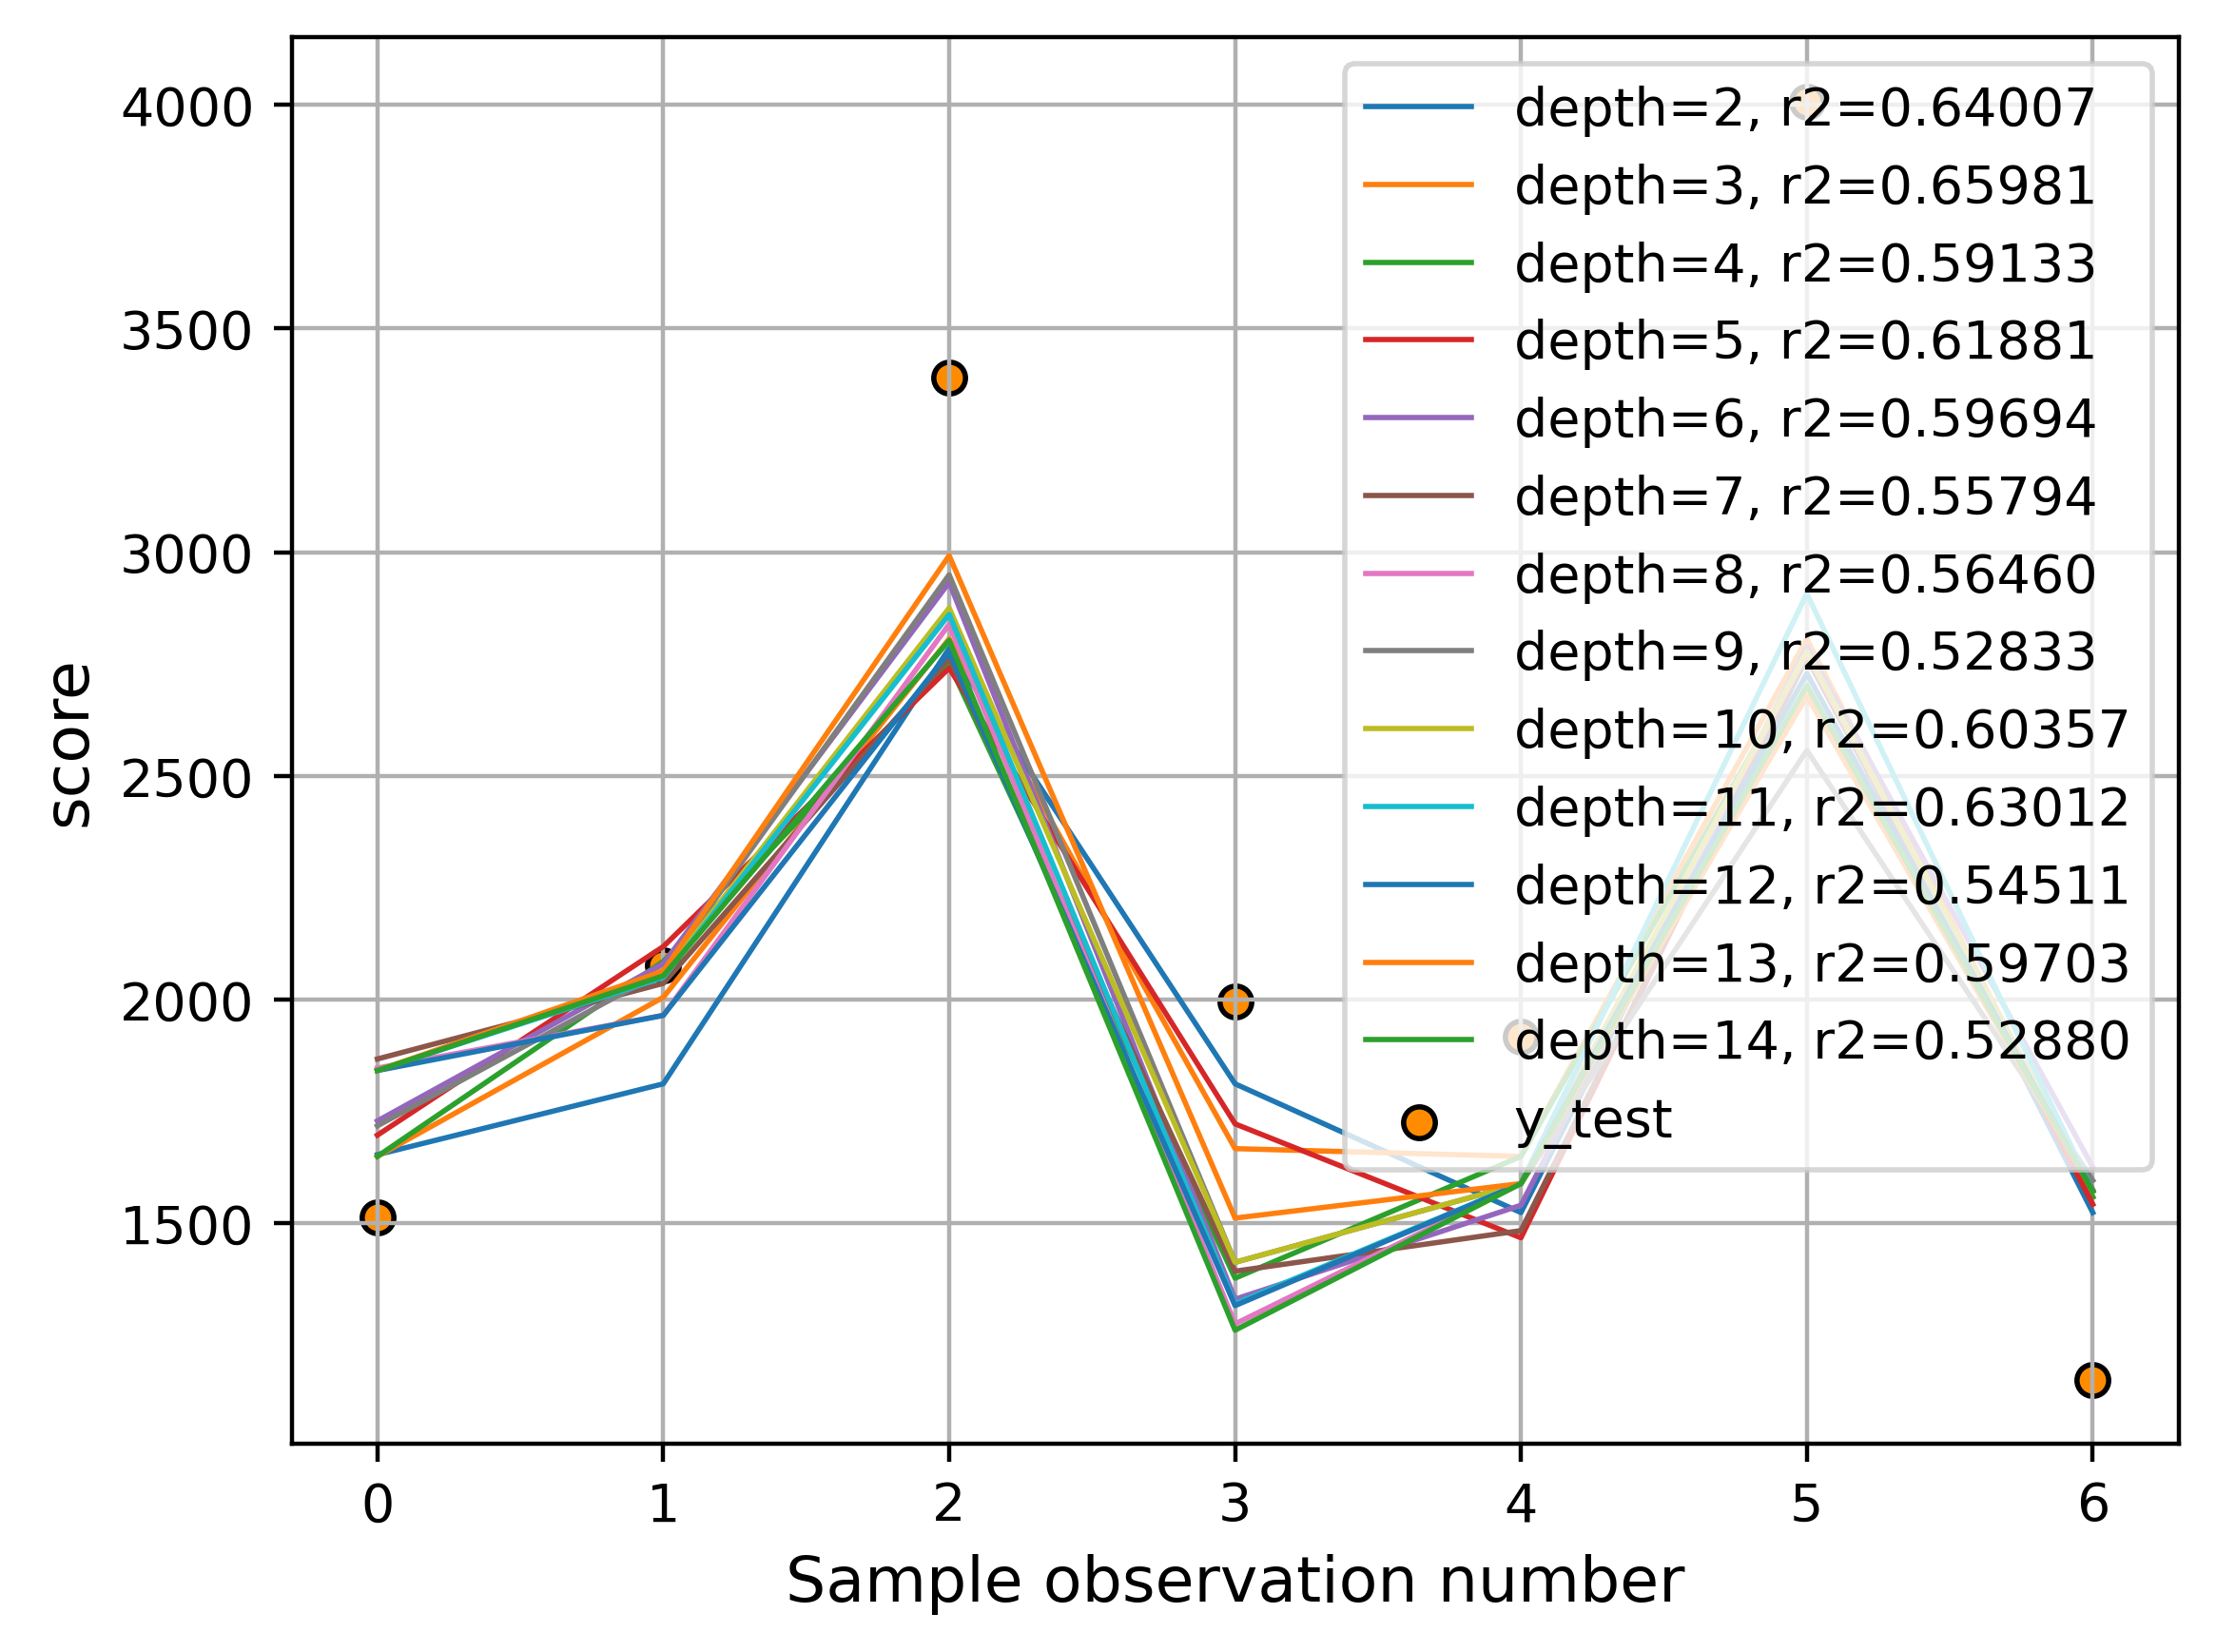 4000
3500
3000
2500
2000
1500
score
0 1 2 3 4 5 6
Sample observation number
depth=2, r2=0.64007
depth=3, r2=0.65981
depth=4, r2=0.59133
depth=5, r2=0.61881
depth=6, r2=0.59694
depth=7, r2=0.55794
depth=8, r2=0.56460
depth=9, r2=0.52833
depth=10, r2=0.60357
depth=11, r2=0.63012
depth=12, r2=0.54511
depth=13, r2=0.59703
depth=14, r2=0.52880
y_test